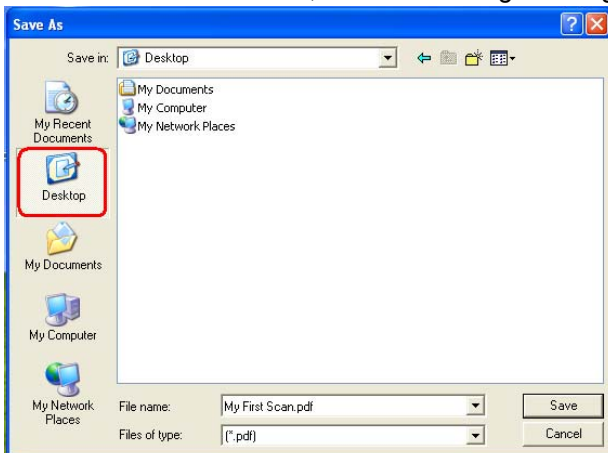 Save As
Save in:
Desktop
My Documents
My Computer
My Network Places
My Recent
Documents
Desktop
My Documents
My Computer
My Network
Places
File name:
My First Scan.pdf
Save
Files of type:
(*.pdf)
Cancel